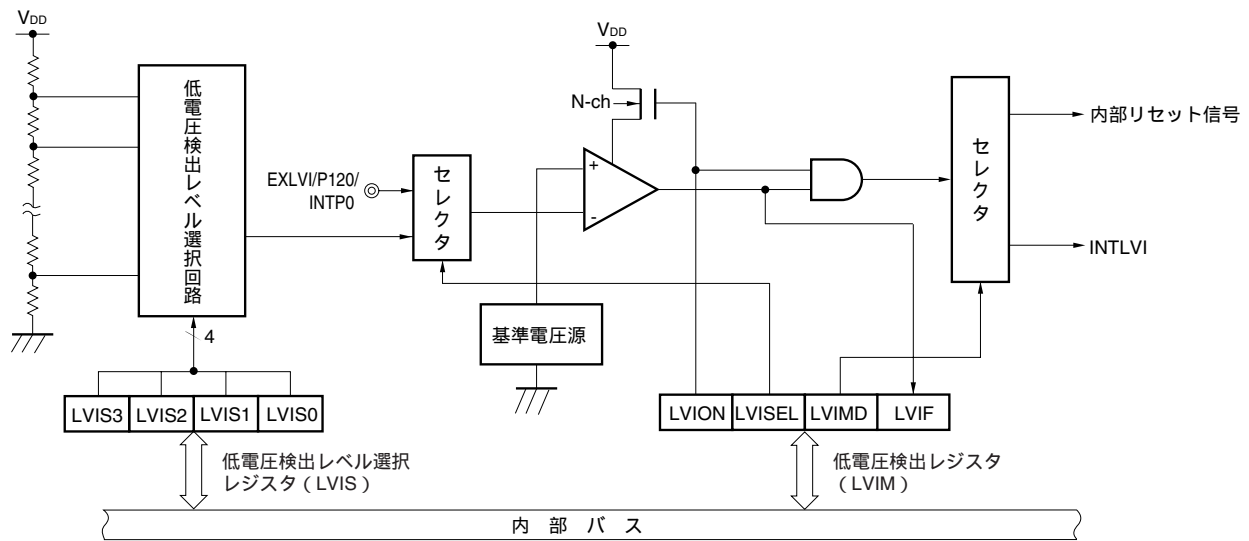 VDD
低電圧検出レベル選択回路
VDD
N-ch
EXLVI/P120/
INTP0
セレクタ
+
-
セレクタ
内部リセット信号
INTLVI
基準電圧源
4
LVIS3 LVIS2 LVIS1 LVIS0
LVION LVISEL LVIMD LVIF
低電圧検出レベル選択
レジスタ(LVIS)
低電圧検出レジスタ
(LVIM)
内 部 バ ス